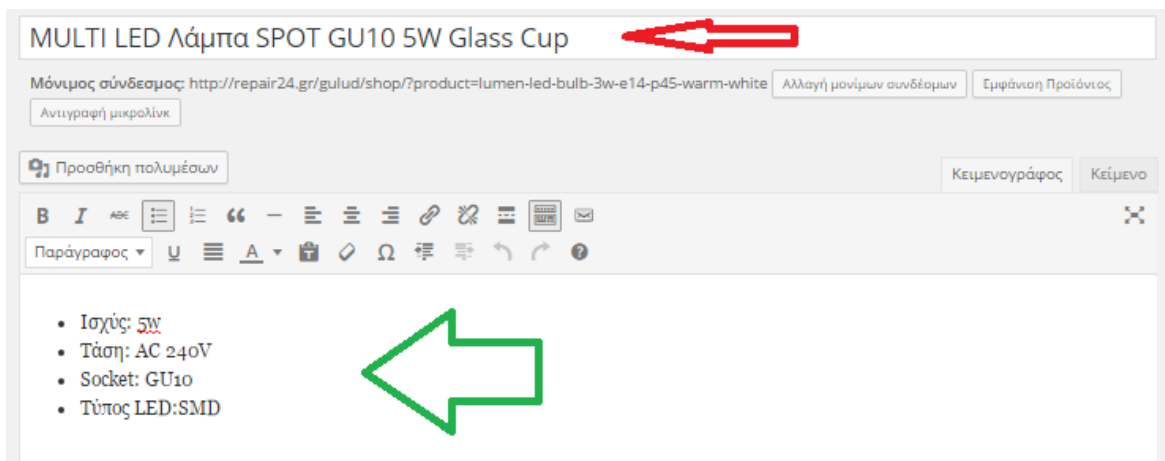 MULTI LED Λάμπα SPOT GU10 5W Glass Cup
Μόνιμος σύνδεσμος: http://repair24.gr/gulud/shop/?product=lumen-led-bulb-3w-e14-p45-warm-white Αλλαγή μονίμων συνδέσμων Εμφάνιση Προϊόντος
Αντιγραφή μικρολίνκ
Προσθήκη πολυμέσων
Κειμενογράφος Κείμενο
B I ABC
Παράγραφος U A T Ω ?
• Ισχύς: 5w
• Τάση: AC 240V
• Socket: GU10
• Τύπος LED:SMD